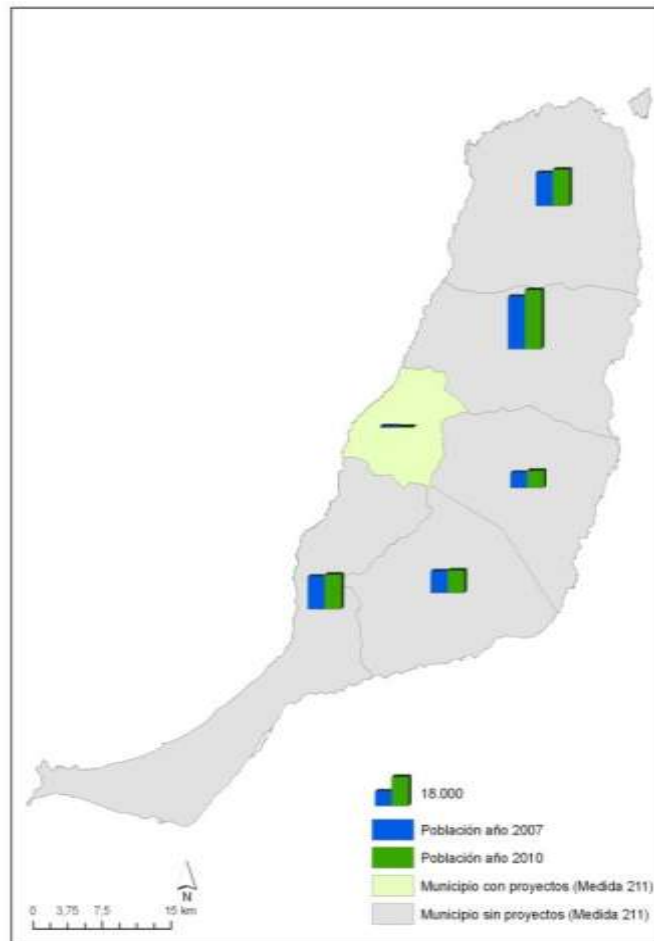 18.000
Población año 2007
Población año 2010
Municipio con proyectos (Medida 211)
Municipio sin proyectos (Medida 211)
N
0 3,75 7,5 15 km